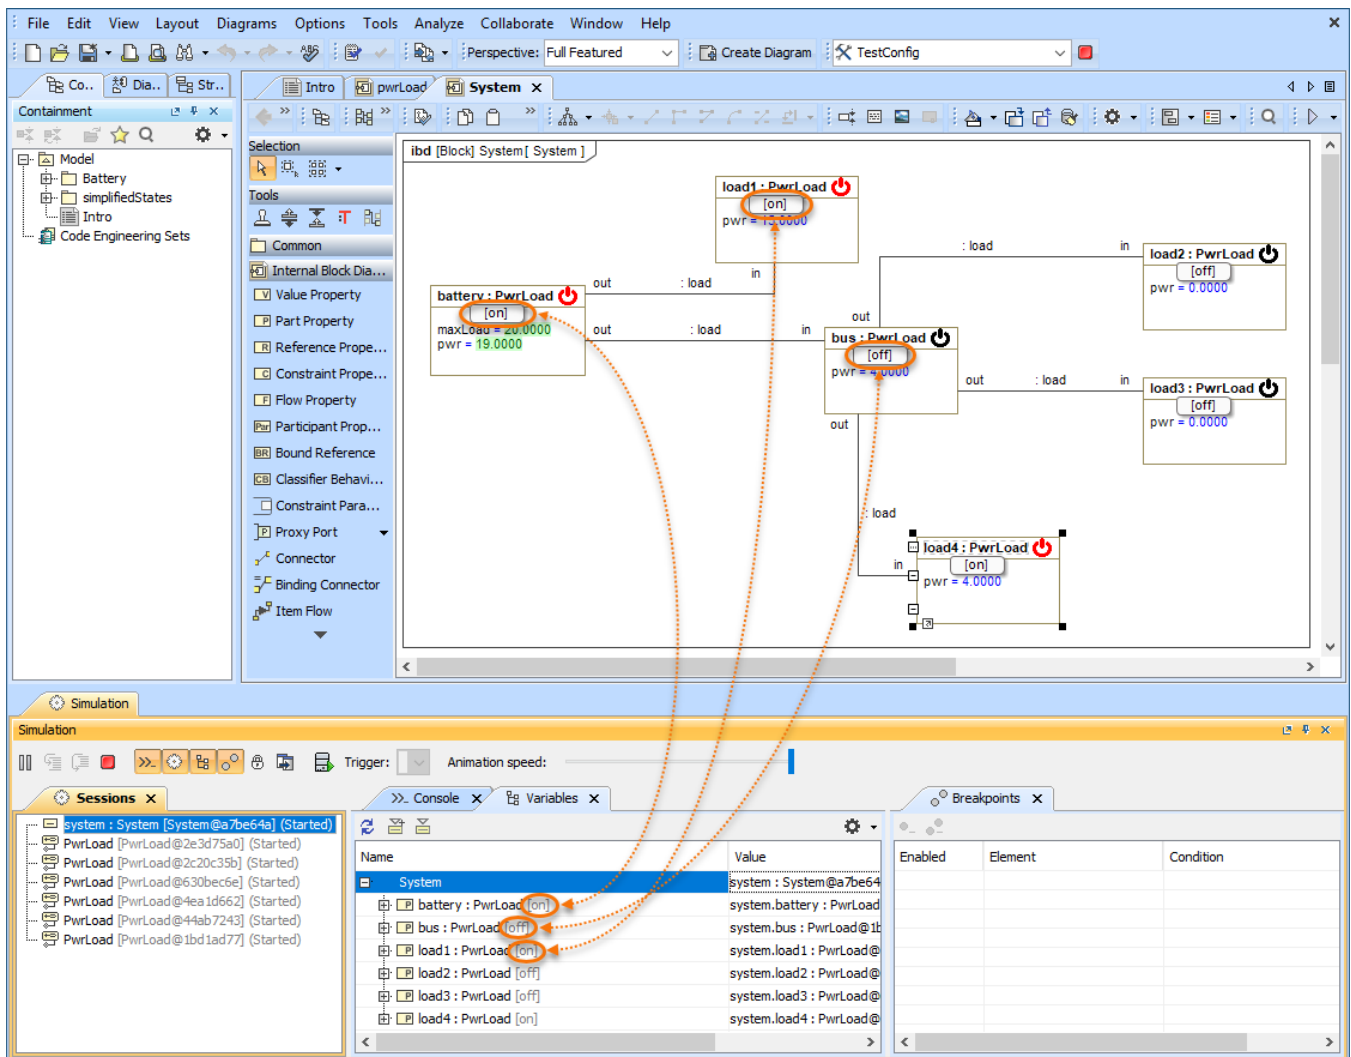 File Edit View Layout Diagrams Options Tools Analyze Collaborate Window Help
Perspective: Full Featured Create Diagram TestConfig
Co.. Dia.. Str..
Intro pwrLoad System
Containment
Model
Battery
simplifiedStates
Intro
Code Engineering Sets
Selection
Tools
Common
Internal Block Dia...
Value Property
Part Property
Reference Prope...
Constraint Prope...
Flow Property
Participant Prop...
Bound Reference
Classifier Behavi...
Constraint Para...
Proxy Port
Connector
Binding Connector
Item Flow
ibd [Block] System[ System ]
load1 : PwrLoad
[on]
pwr = 15.0000
in
out : load
battery : PwrLoad
[on]
maxLoad = 20.0000
pwr = 19.0000
out : load in
out
: load in
load2 : PwrLoad
[off]
pwr = 0.0000
bus : PwrLoad
[off]
pwr = 4.0000
out : load in
load3 : PwrLoad
[off]
pwr = 0.0000
out
: load
in
load4 : PwrLoad
[on]
pwr = 4.0000
Simulation
Simulation
Trigger: Animation speed:
Sessions
system : System [System@a7be64a] (Started)
PwrLoad [PwrLoad@2e3d75a0] (Started)
PwrLoad [PwrLoad@2c20c35b] (Started)
PwrLoad [PwrLoad@630bec6e] (Started)
PwrLoad [PwrLoad@4ea1d662] (Started)
PwrLoad [PwrLoad@44ab7243] (Started)
PwrLoad [PwrLoad@1bd1ad77] (Started)
Console Variables
Name Value
System system : System@a7be64
battery : PwrLoad [on] system.battery : PwrLoad
bus : PwrLoad [off] system.bus : PwrLoad@1b
load1 : PwrLoad [on] system.load1 : PwrLoad@
load2 : PwrLoad [off] system.load2 : PwrLoad@
load3 : PwrLoad [off] system.load3 : PwrLoad@
load4 : PwrLoad [on] system.load4 : PwrLoad@
Breakpoints
Enabled Element Condition